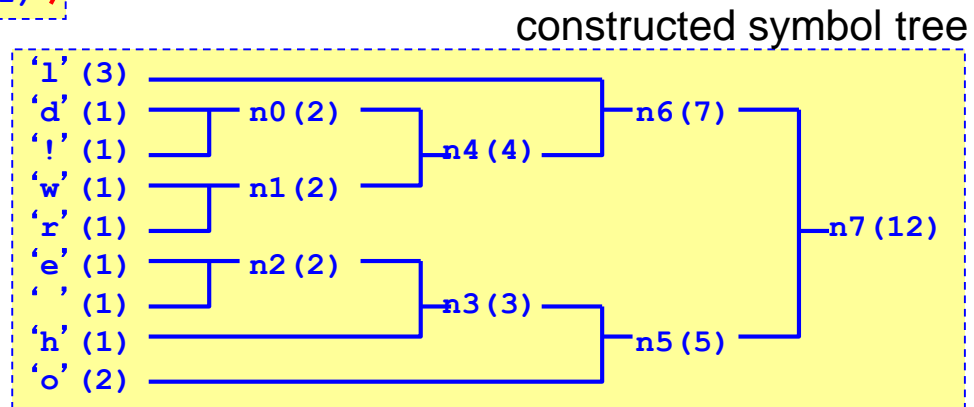 constructed symbol tree
‘l’(3)
‘d’(1) n0(2) n6(7)
‘!’(1) n4(4)
‘w’(1) n1(2)
‘r’(1) n7(12)
‘e’(1) n2(2)
‘ ’(1) n3(3)
‘h’(1) n5(5)
‘o’(2)